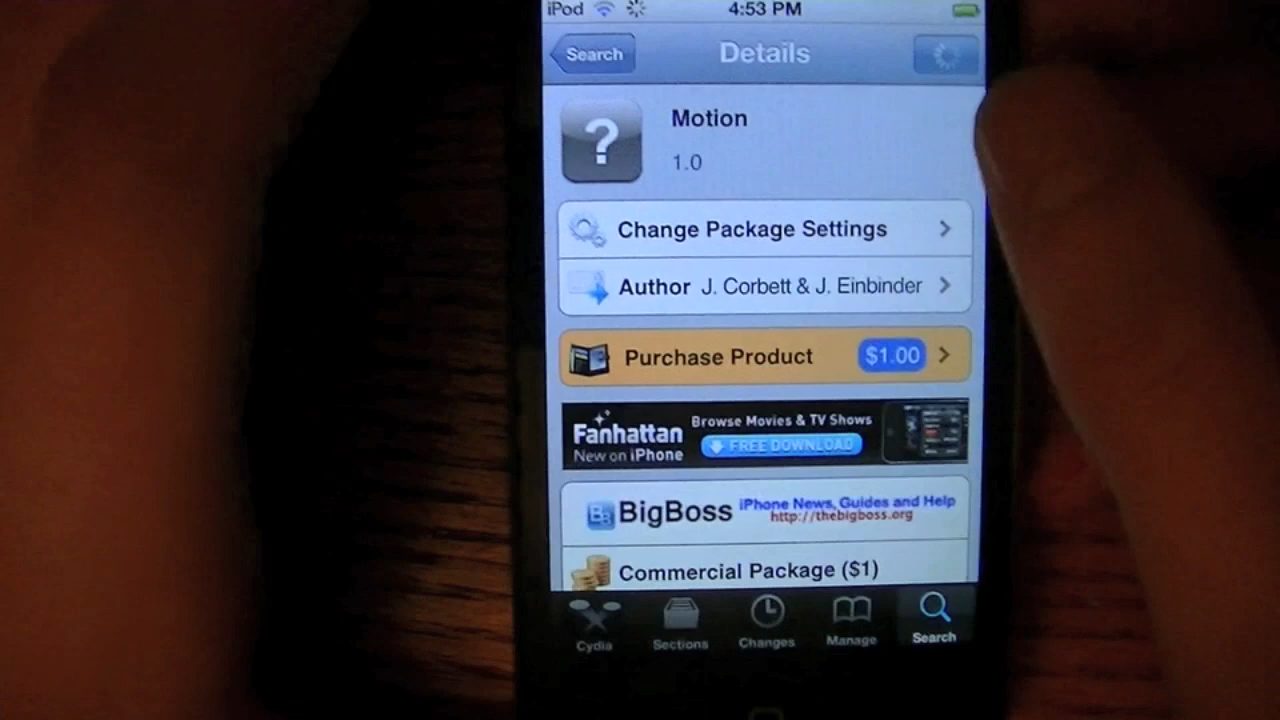 iPod 4:53 PM
Search Details
?
Motion
1.0
Change Package Settings
Author J. Corbett & J. Einbinder
Purchase Product $1.00
Fanhattan
New on iPhone
Browse Movies & TV Shows
FREE DOWNLOAD
BigBoss
iPhone News, Guides and Help
http://thebigboss.org
Commercial Package ($1)
Cydia Sections Changes Manage Search